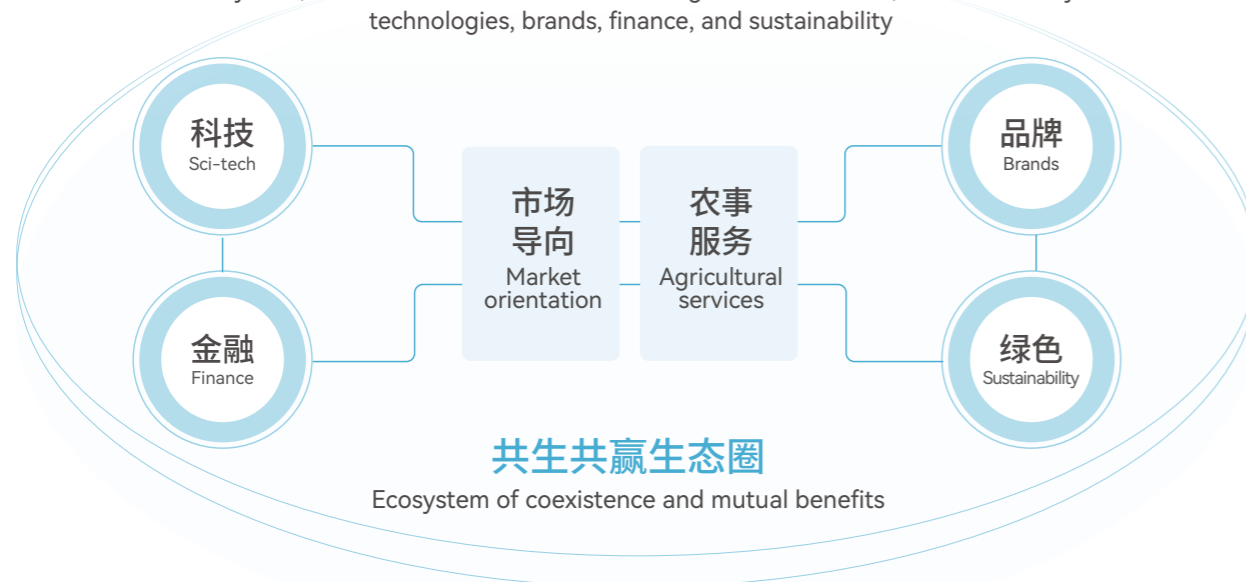 technologies, brands, finance, and sustainability
科技
Sci-tech
品牌
Brands
市场
导向
Market
orientation
农事
服务
Agricultural
services
金融
Finance
绿色
Sustainability
共生共赢生态圈
Ecosystem of coexistence and mutual benefits